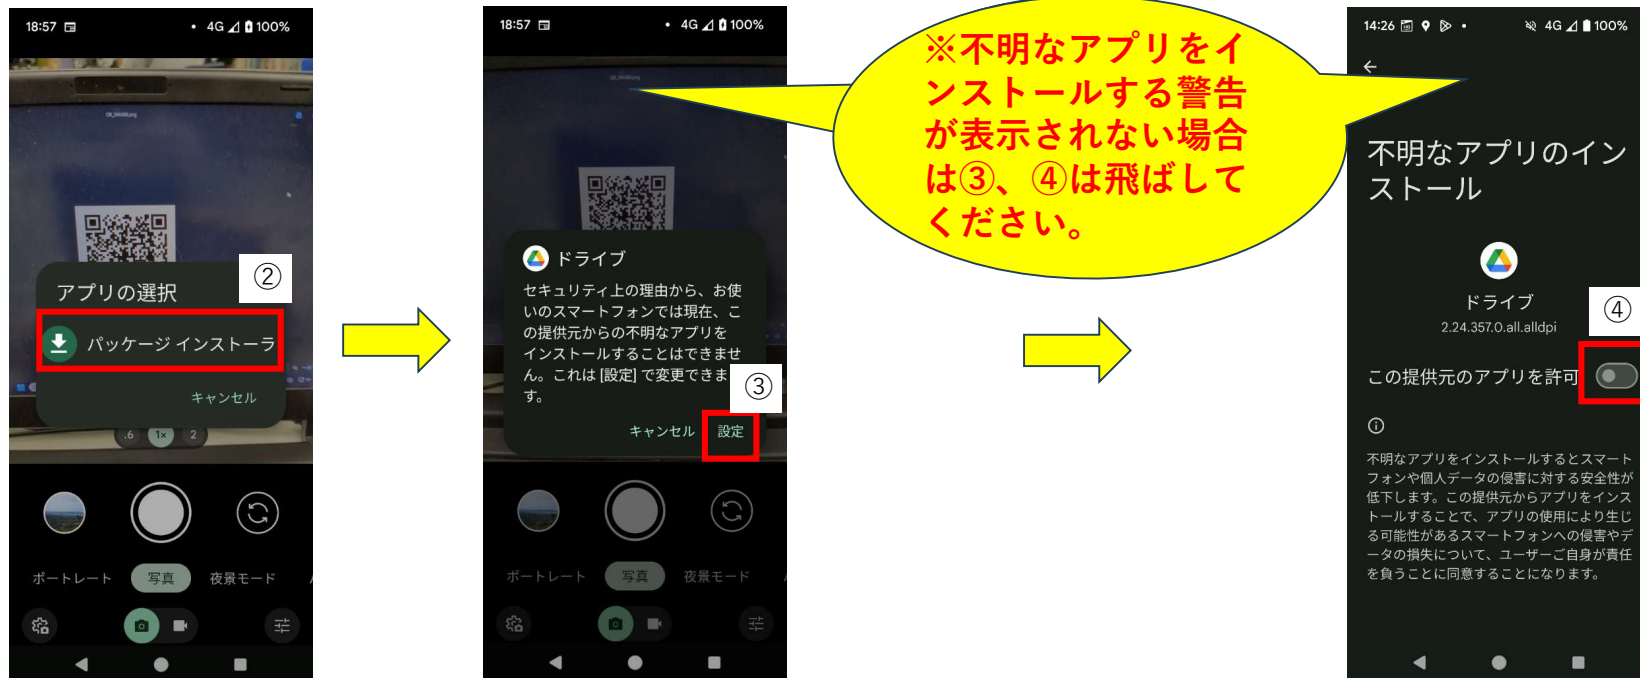 18:57
4G 100%
アプリの選択
②
パッケージ インストーラ
キャンセル
.6 1× 2
ポートレート 写真 夜景モード
18:57
4G 100%
ドライブ
セキュリティ上の理由から、お使
いのスマートフォンでは現在、こ
の提供元からの不明なアプリを
インストールすることはできませ
ん。これは [設定] で変更できま
す。
③
キャンセル 設定
ポートレート 写真 夜景モード
※不明なアプリをイ
ンストールする警告
が表示されない場合
は③、④は飛ばして
ください。
14:26
4G 100%
不明なアプリのイン
ストール
ドライブ
2.24.357.0.all.alldpi
④
この提供元のアプリを許可
不明なアプリをインストールするとスマート
フォンや個人データの侵害に対する安全性が
低下します。この提供元からアプリをインス
トールすることで、アプリの使用により生じ
る可能性があるスマートフォンへの侵害やデ
ータの損失について、ユーザーご自身が責任
を負うことに同意することになります。